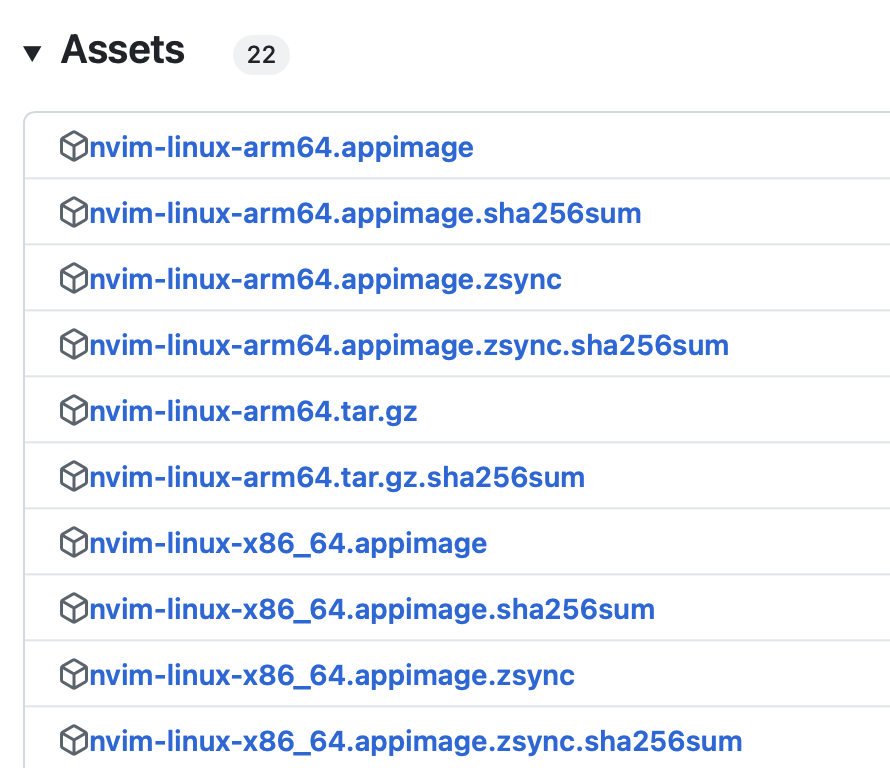 Assets 22
nvim-linux-arm64.appimage
nvim-linux-arm64.appimage.sha256sum
nvim-linux-arm64.appimage.zsync
nvim-linux-arm64.appimage.zsync.sha256sum
nvim-linux-arm64.tar.gz
nvim-linux-arm64.tar.gz.sha256sum
nvim-linux-x86_64.appimage
nvim-linux-x86_64.appimage.sha256sum
nvim-linux-x86_64.appimage.zsync
nvim-linux-x86_64.appimage.zsync.sha256sum